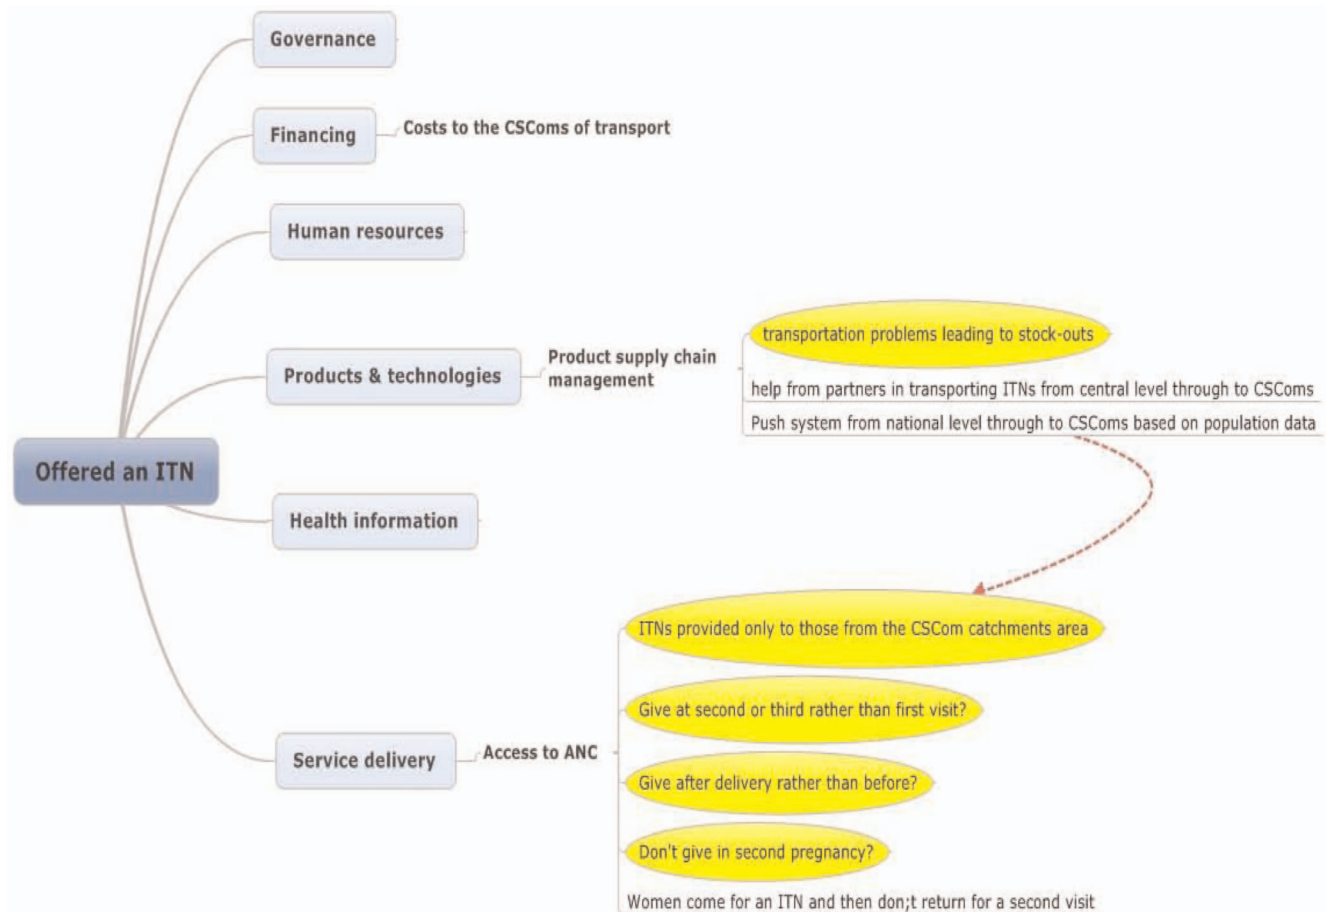 Governance
Financing
Costs to the CSComs of transport
Human resources
Products & technologies
Product supply chain
management
transportation problems leading to stock-outs
help from partners in transporting ITNs from central level through to CSComs
Push system from national level through to CSComs based on population data
Offered an ITN
Health information
Service delivery
Access to ANC
ITNs provided only to those from the CSCom catchments area
Give at second or third rather than first visit?
Give after delivery rather than before?
Don't give in second pregnancy?
Women come for an ITN and then don;t return for a second visit